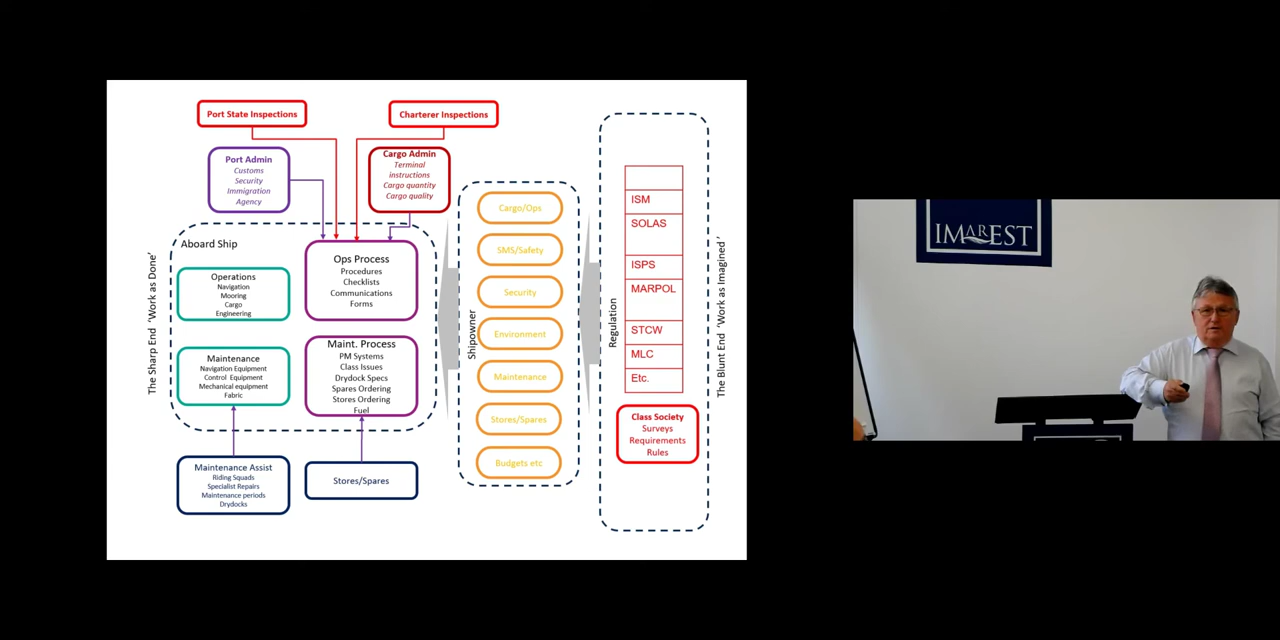 Port State Inspections
Charterer Inspections
Port Admin
Customs
Security
Immigration
Agency
Cargo Admin
Terminal
instructions
Cargo quantity
Cargo quality
The Sharp End 'Work as Done'
Aboard Ship
Operations
Navigation
Mooring
Cargo
Engineering
Ops Process
Procedures
Checklists
Communications
Forms
Maintenance
Navigation Equipment
Control Equipment
Mechanical equipment
Fabric
Maint. Process
PM Systems
Class Issues
Drydock Specs
Spares Ordering
Stores Ordering
Fuel
Maintenance Assist
Riding Squads
Specialist Repairs
Maintenance periods
Drydocks
Stores/Spares
Shipowner
Cargo/Ops
SMS/Safety
Security
Environment
Maintenance
Stores/Spares
Budgets etc
Regulation
ISM
SOLAS
ISPS
MARPOL
STCW
MLC
Etc.
Class Society
Surveys
Requirements
Rules
The Blunt End 'Work as Imagined'
IMAREST